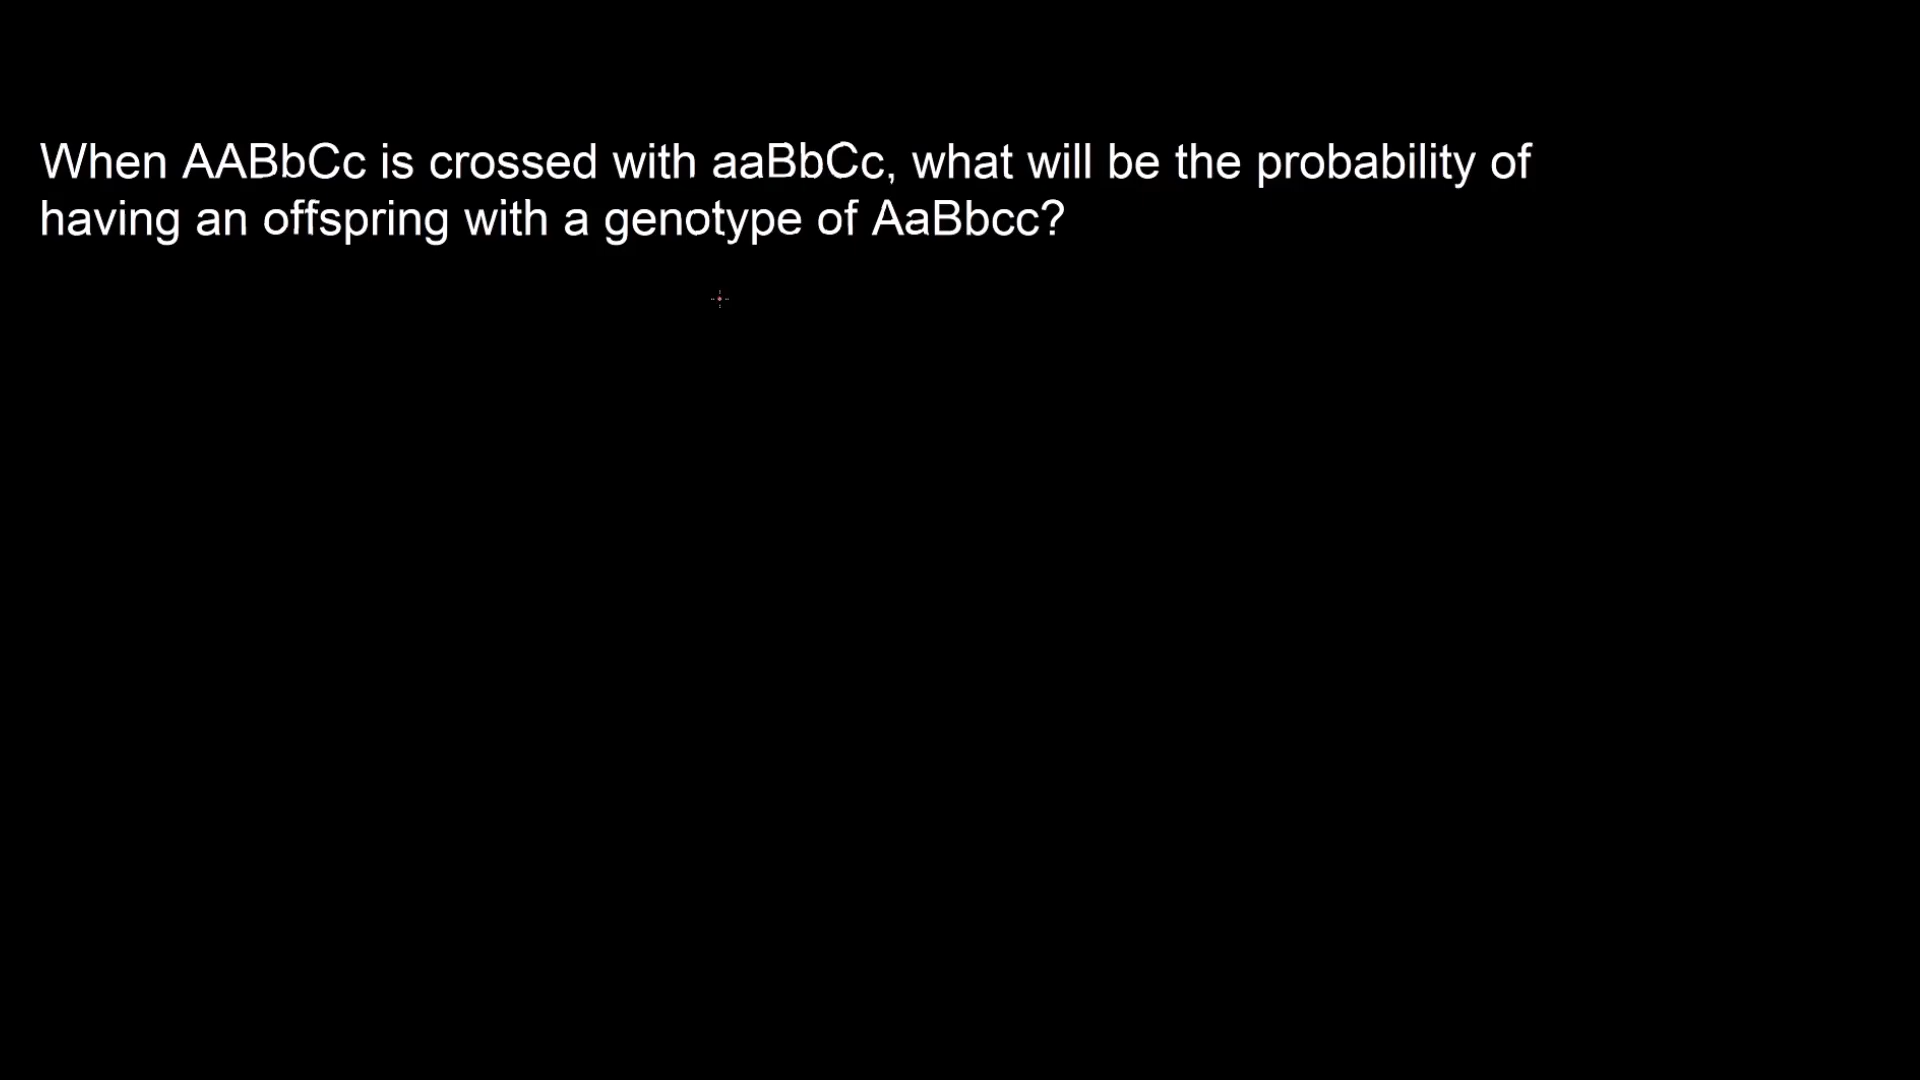 When AABbCc is crossed with aaBbCc, what will be the probability of
having an offspring with a genotype of AaBbcc?